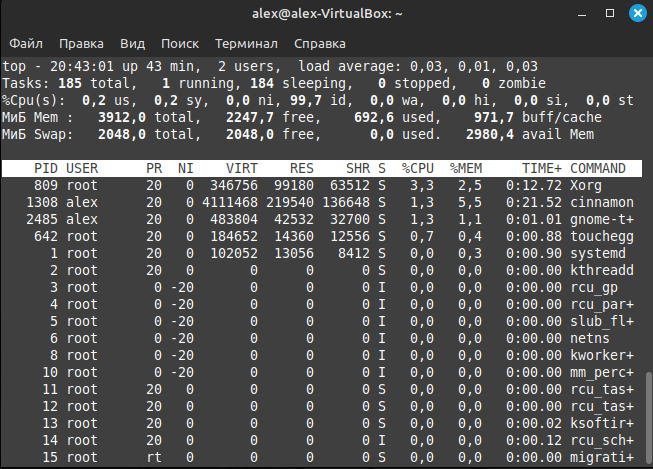 alex@alex-VirtualBox: ~
Файл Правка Вид Поиск Терминал Справка
top - 20:43:01 up 43 min,  2 users,  load average: 0,03, 0,01, 0,03
Tasks: 185 total,   1 running, 184 sleeping,   0 stopped,   0 zombie
%Cpu(s):  0,2 us,  0,2 sy,  0,0 ni, 99,7 id,  0,0 wa,  0,0 hi,  0,0 si,  0,0 st
МиБ Mem :   3912,0 total,   2247,7 free,    692,6 used,    971,7 buff/cache
МиБ Swap:   2048,0 total,   2048,0 free,      0,0 used.   2980,4 avail Mem
PID USER PR NI VIRT RES SHR S %CPU %MEM TIME+ COMMAND
809 root 20 0 346756 99180 63512 S 3,3 2,5 0:12.72 Xorg
1308 alex 20 0 4111468 219540 136648 S 1,3 5,5 0:21.52 cinnamon
2485 alex 20 0 483804 42532 32700 S 1,3 1,1 0:01.01 gnome-t+
642 root 20 0 184652 14360 12556 S 0,7 0,4 0:00.88 touchegg
1 root 20 0 102052 13056 8412 S 0,0 0,3 0:00.90 systemd
2 root 20 0 0 0 0 S 0,0 0,0 0:00.00 kthreadd
3 root 0 -20 0 0 0 I 0,0 0,0 0:00.00 rcu_gp
4 root 0 -20 0 0 0 I 0,0 0,0 0:00.00 rcu_par+
5 root 0 -20 0 0 0 I 0,0 0,0 0:00.00 slub_fl+
6 root 0 -20 0 0 0 I 0,0 0,0 0:00.00 netns
8 root 0 -20 0 0 0 I 0,0 0,0 0:00.00 kworker+
10 root 0 -20 0 0 0 I 0,0 0,0 0:00.00 mm_perc+
11 root 20 0 0 0 0 S 0,0 0,0 0:00.00 rcu_tas+
12 root 20 0 0 0 0 S 0,0 0,0 0:00.00 rcu_tas+
13 root 20 0 0 0 0 S 0,0 0,0 0:00.02 ksoftir+
14 root 20 0 0 0 0 I 0,0 0,0 0:00.12 rcu_sch+
15 root rt 0 0 0 0 S 0,0 0,0 0:00.00 migrati+